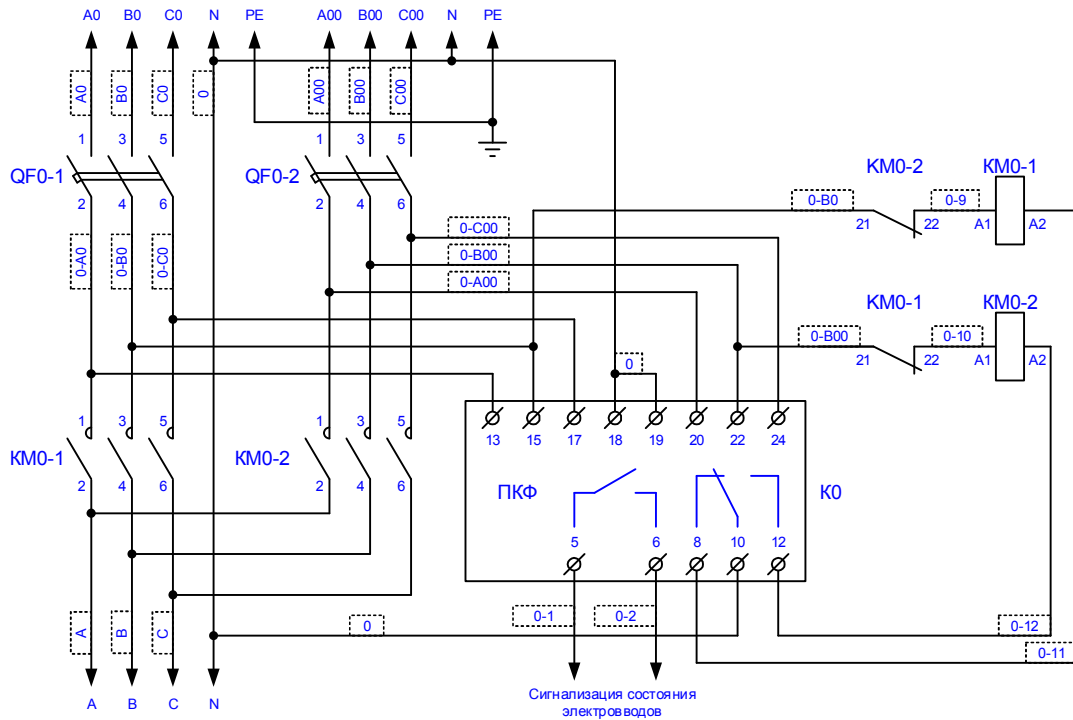 A0 B0 C0 N PE A00 B00 C00 N PE
A0 B0 C0 0 A00 B00 C00
1 3 5 1 3 5
QF0-1 QF0-2
2 4 6 2 4 6
KM0-2 KM0-1
0-B0 0-9
21 22 A1 A2
0-C00
0-A0 0-B0 0-C0 0-B00
0-A00
KM0-1 KM0-2
0-B00 0-10
21 22 A1 A2
0
1 3 5 1 3 5
13 15 17 18 19 20 22 24
KM0-1 KM0-2
2 4 6 2 4 6
ПКФ К0
5 6 8 10 12
0-1 0-2
A B C 0 0-12
0-11
A B C N
Сигнализация состояния
электровводов